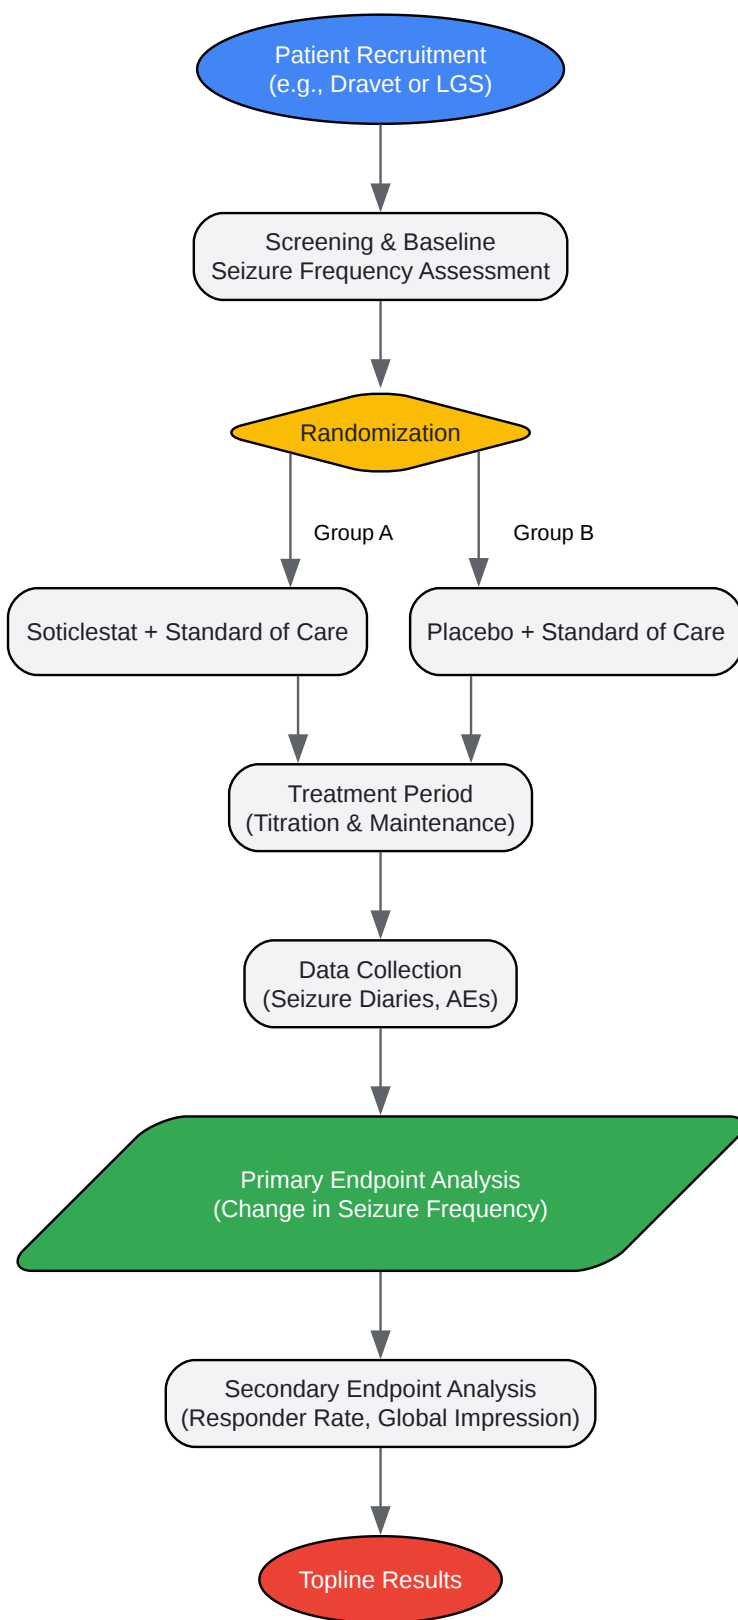 Patient Recruitment
(e.g., Dravet or LGS)
Screening & Baseline
Seizure Frequency Assessment
Randomization
Group A
Group B
Soticlestat + Standard of Care
Placebo + Standard of Care
Treatment Period
(Titration & Maintenance)
Data Collection
(Seizure Diaries, AEs)
Primary Endpoint Analysis
(Change in Seizure Frequency)
Secondary Endpoint Analysis
(Responder Rate, Global Impression)
Topline Results